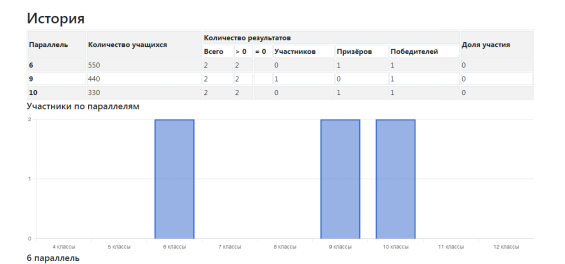 История
Параллель Количество учащихся Количество результатов Доля участия
Всего > 0 = 0 Участников Призёров Победителей
6 550 2 2 0 1 1 0
9 440 2 2 1 0 1 0
10 330 2 2 0 1 1 0
Участники по параллелям
2
1
0
4 классы 5 классы 6 классы 7 классы 8 классы 9 классы 10 классы 11 классы 12 классы
6 параллель